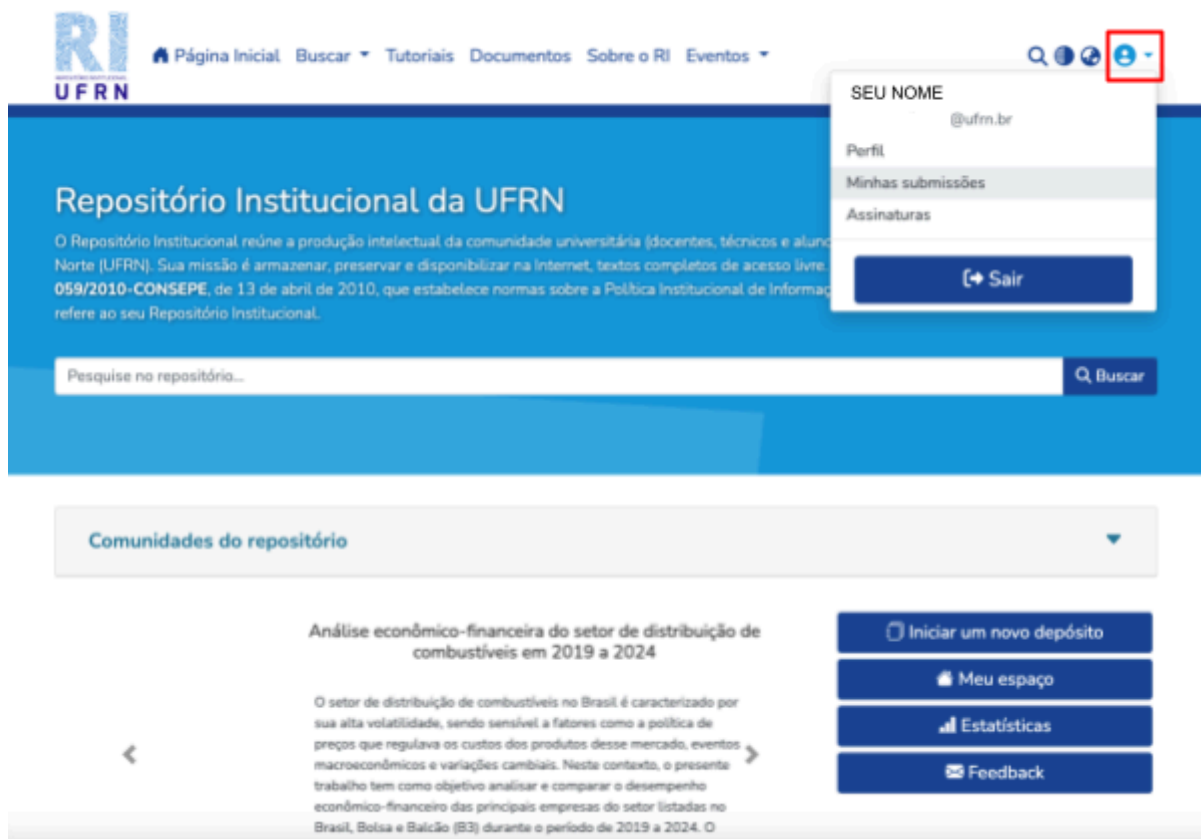 RI
UFRN
Página Inicial Buscar Tutoriais Documentos Sobre o RI Eventos
SEU NOME
@ufrn.br
Perfil
Minhas submissões
Assinaturas
Sair
Repositório Institucional da UFRN
O Repositório Institucional reúne a produção intelectual da comunidade universitária (docentes, técnicos e alunc
Norte (UFRN). Sua missão é armazenar, preservar e disponibilizar na Internet, textos completos de acesso livre.
059/2010-CONSEPE, de 13 de abril de 2010, que estabelece normas sobre a Política Institucional de Informaç
refere ao seu Repositório Institucional.
Pesquise no repositório...
Buscar
Comunidades do repositório
Análise econômico-financeira do setor de distribuição de
combustíveis em 2019 a 2024
O setor de distribuição de combustíveis no Brasil é caracterizado por
sua alta volatilidade, sendo sensível a fatores como a política de
preços que regulava os custos dos produtos desse mercado, eventos
macroeconômicos e variações cambiais. Neste contexto, o presente
trabalho tem como objetivo analisar e comparar o desempenho
econômico-financeiro das principais empresas do setor listadas no
Brasil, Bolsa e Balcão (B3) durante o período de 2019 a 2024. O
Iniciar um novo depósito
Meu espaço
Estatísticas
Feedback